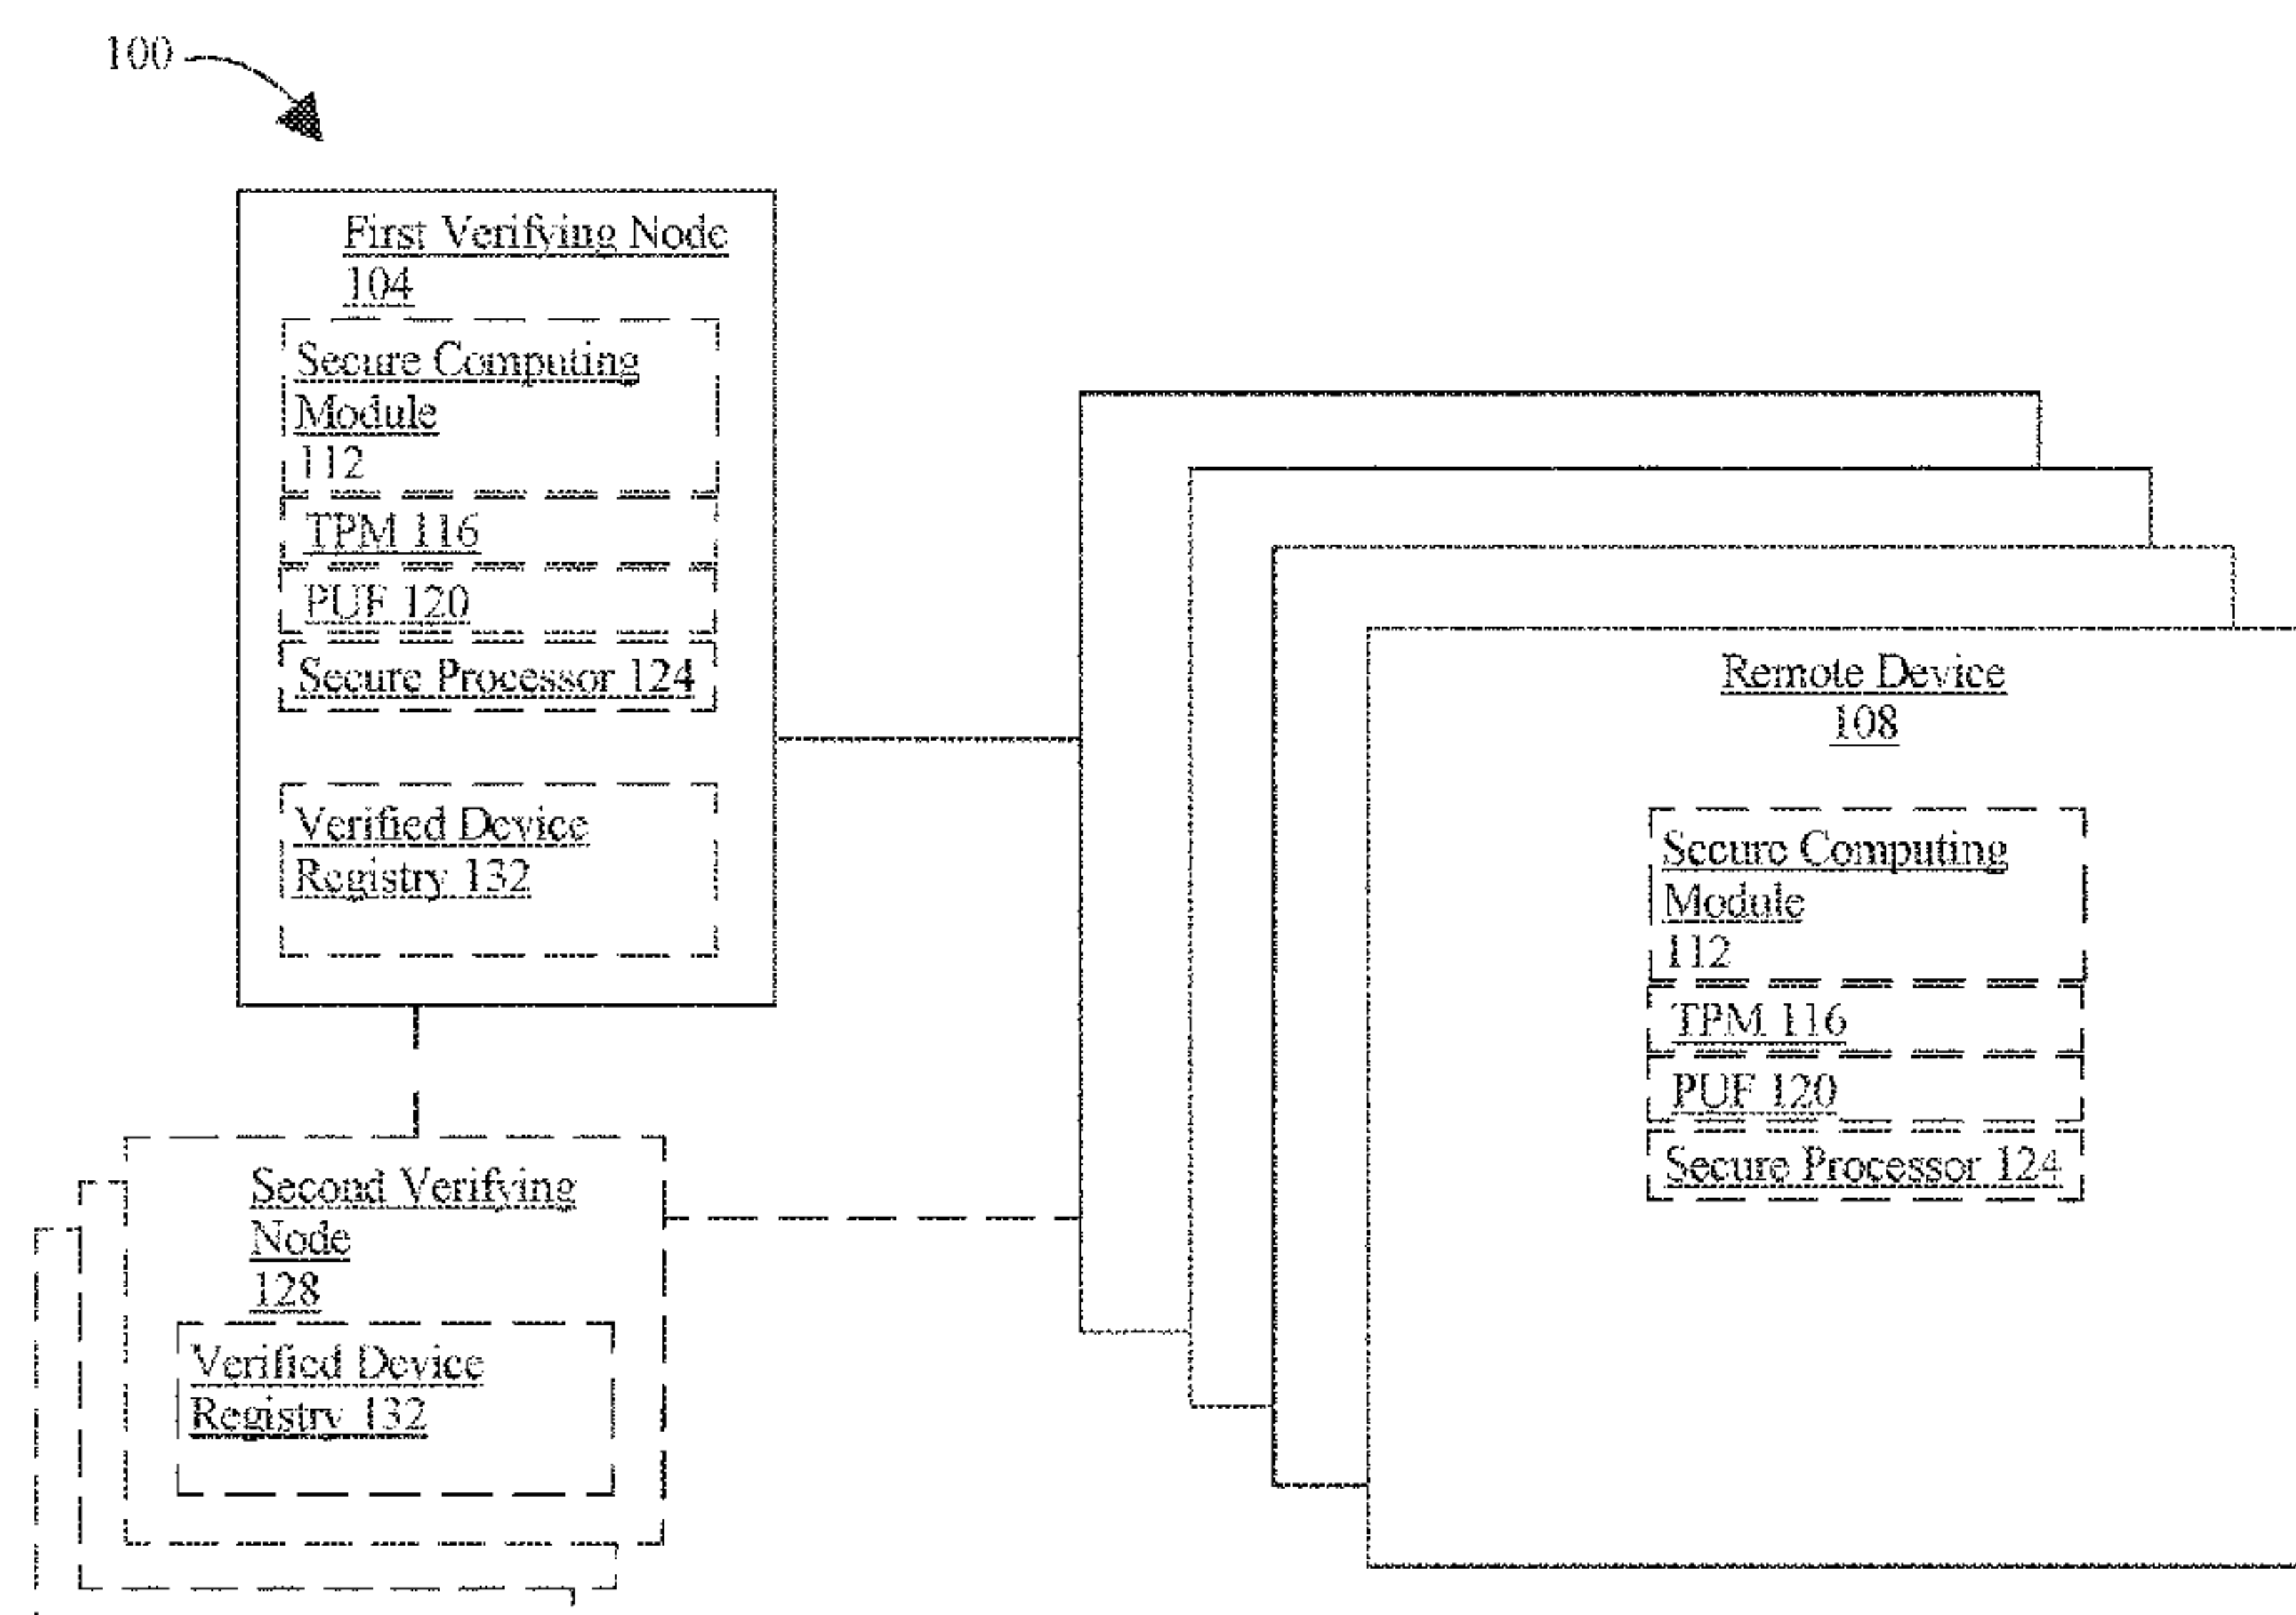 100
First Verifying Node
104
Secure Computing
Module
112
TPM 116
PUF 120
Secure Processor 124
Verified Device
Registry 132
Second Verifying
Node
128
Verified Device
Registry 132
Remote Device
108
Secure Computing
Module
112
TPM 116
PUF 120
Secure Processor 124